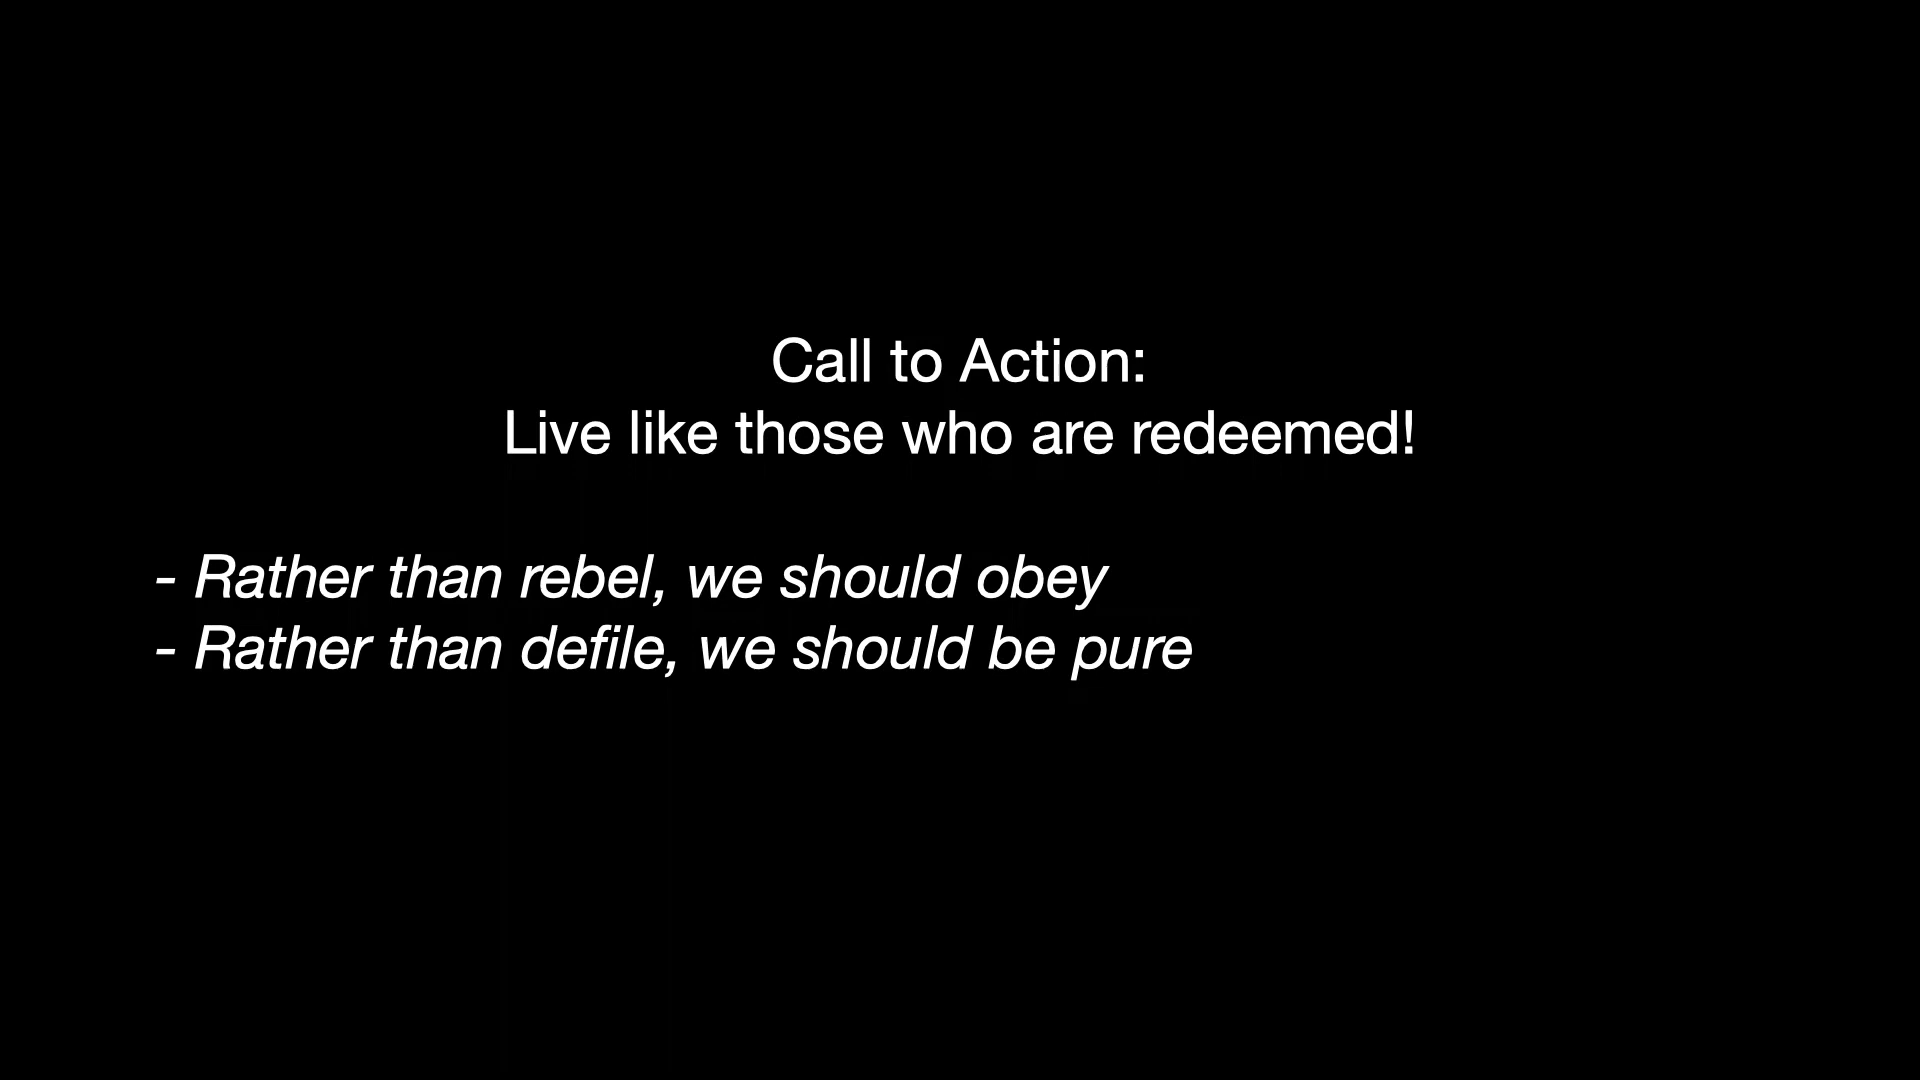 Call to Action:
Live like those who are redeemed!
- Rather than rebel, we should obey
- Rather than defile, we should be pure